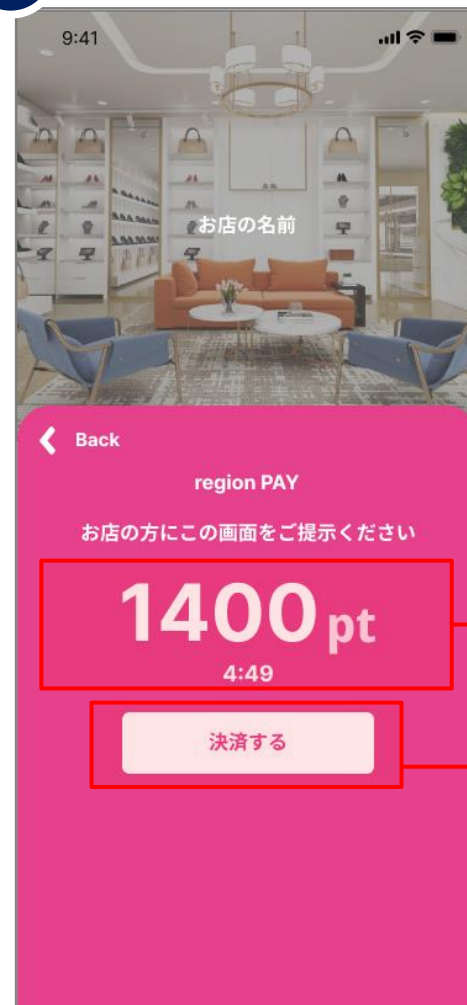 9:41
お店の名前
Back
region PAY
お店の方にこの画面をご提示ください
1400 pt
4:49
決済する